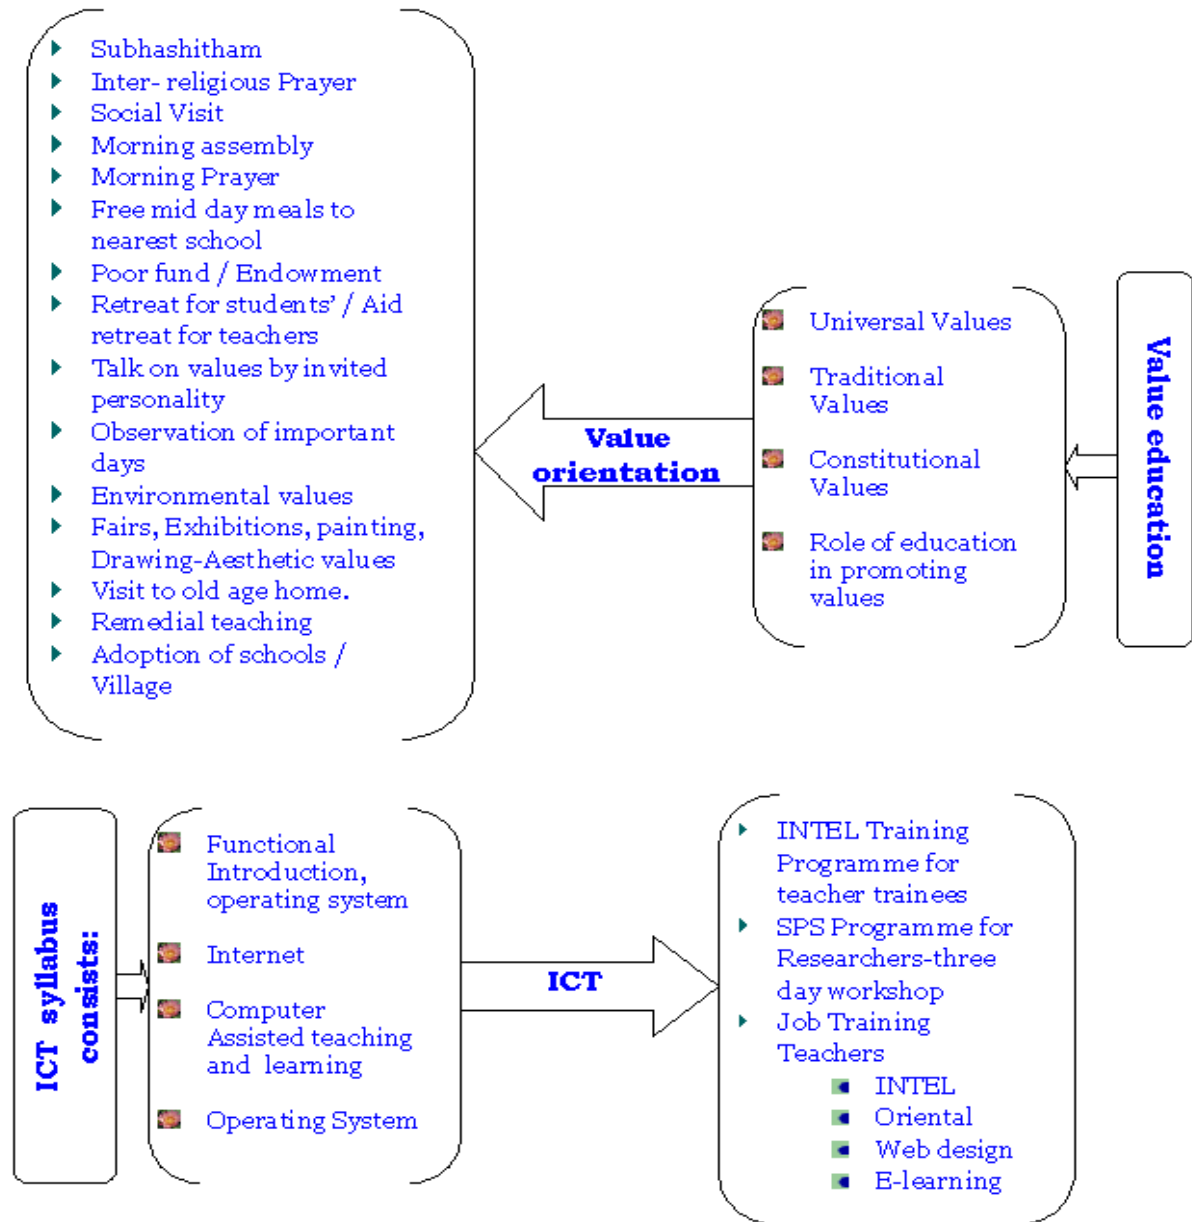 Subhashitham
Inter- religious Prayer
Social Visit
Morning assembly
Morning Prayer
Free mid day meals to
nearest school
Poor fund / Endowment
Retreat for students' / Aid
retreat for teachers
Talk on values by invited
personality
Observation of important
days
Environmental values
Fairs, Exhibitions, painting,
Drawing-Aesthetic values
Visit to old age home.
Remedial teaching
Adoption of schools /
Village
Value
orientation
Universal Values
Traditional
Values
Constitutional
Values
Role of education
in promoting
values
Value education
ICT syllabus
consists:
Functional
Introduction,
operating system
Internet
Computer
Assisted teaching
and learning
Operating System
ICT
INTEL Training
Programme for
teacher trainees
SPS Programme for
Researchers-three
day workshop
Job Training
Teachers
INTEL
Oriental
Web design
E-learning